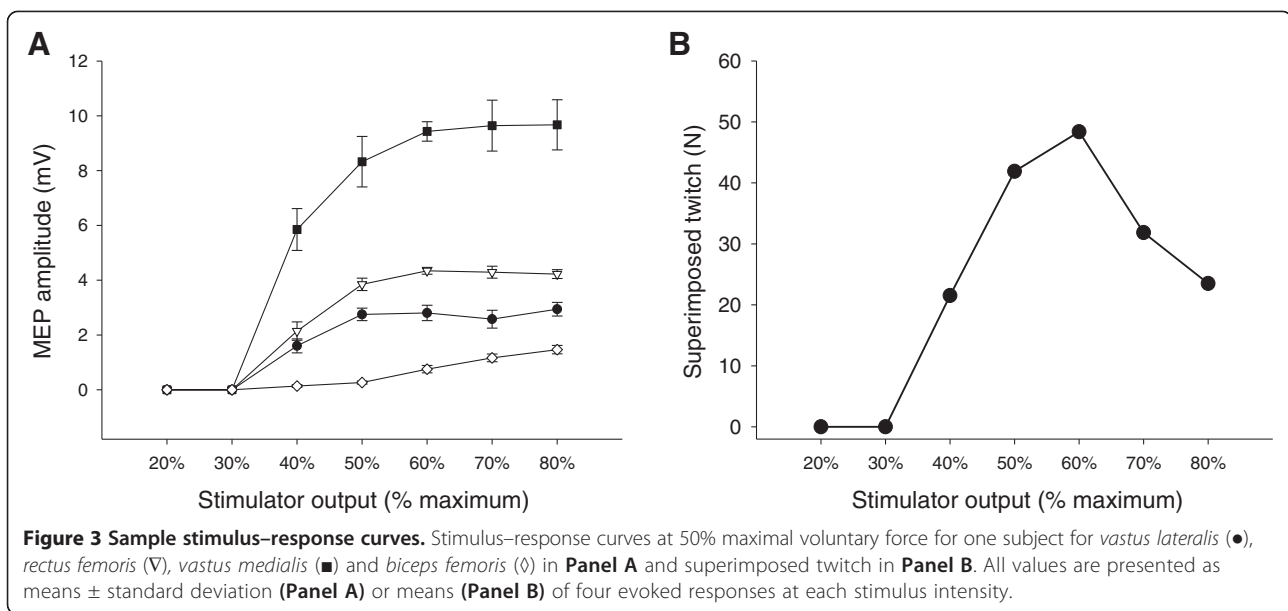 A
B
12
10
8
6
4
2
0
MEP amplitude (mV)
20% 30% 40% 50% 60% 70% 80%
Stimulator output (% maximum)
60
50
40
30
20
10
0
Superimposed twitch (N)
20% 30% 40% 50% 60% 70% 80%
Stimulator output (% maximum)
Figure 3 Sample stimulus–response curves. Stimulus–response curves at 50% maximal voluntary force for one subject for vastus lateralis (●),
rectus femoris (∇), vastus medialis (■) and biceps femoris (◊) in Panel A and superimposed twitch in Panel B. All values are presented as
means ± standard deviation (Panel A) or means (Panel B) of four evoked responses at each stimulus intensity.